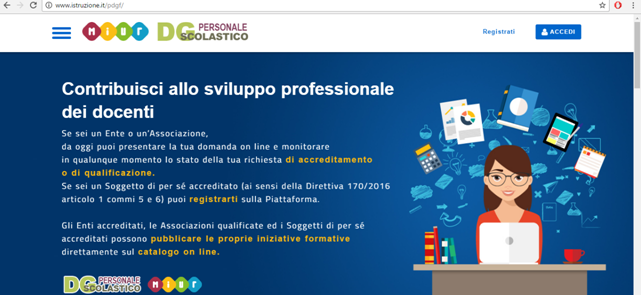 www.istruzione.it/pdgf/
MIUR
DG PERSONALE
SCOLASTICO
Registrati
ACCEDI
Contribuisci allo sviluppo professionale
dei docenti
Se sei un Ente o un'Associazione,
da oggi puoi presentare la tua domanda on line e monitorare
in qualunque momento lo stato della tua richiesta di accreditamento
o di qualificazione.
Se sei un Soggetto di per sé accreditato (ai sensi della Direttiva 170/2016
articolo 1 commi 5 e 6) puoi registrarti sulla Piattaforma.
Gli Enti accreditati, le Associazioni qualificate ed i Soggetti di per sé
accreditati possono pubblicare le proprie iniziative formative
direttamente sul catalogo on line.
DG PERSONALE
SCOLASTICO
MIUR